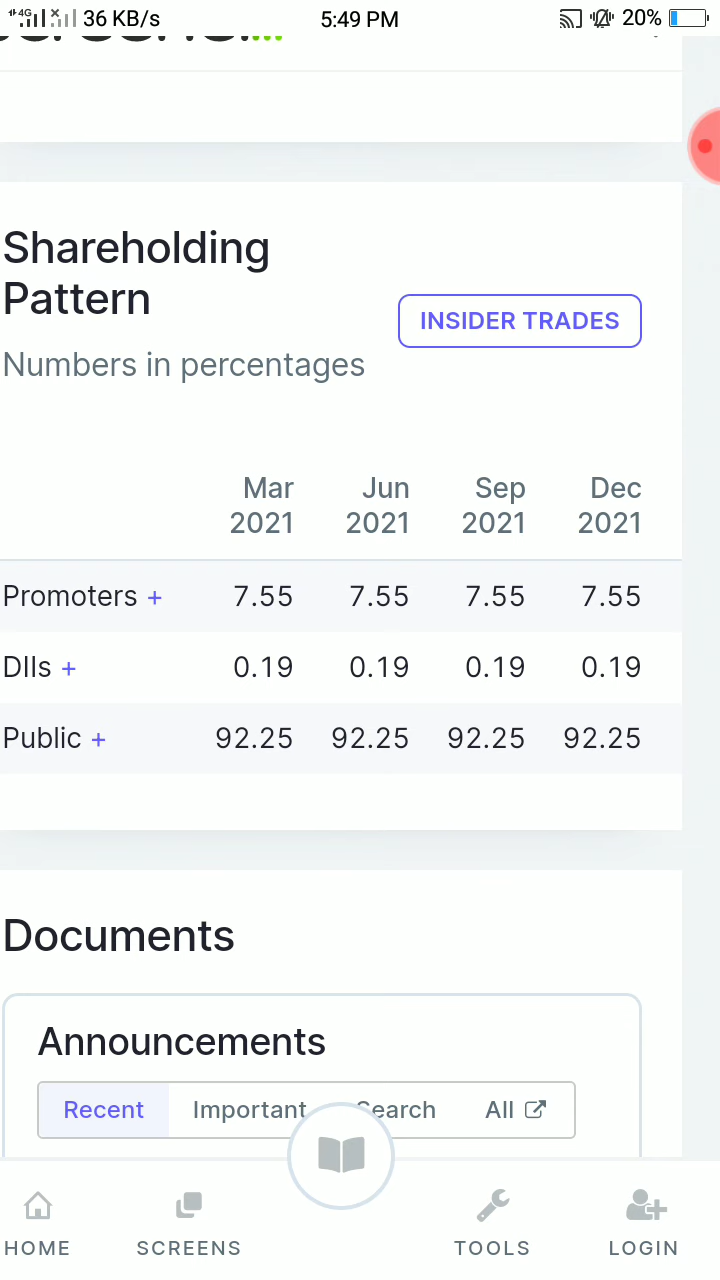 4G 36 KB/s 5:49 PM 20%
Shareholding
Pattern
INSIDER TRADES
Numbers in percentages
Mar Jun Sep Dec
2021 2021 2021 2021
Promoters + 7.55 7.55 7.55 7.55
DIIs + 0.19 0.19 0.19 0.19
Public + 92.25 92.25 92.25 92.25
Documents
Announcements
Recent Important Search All
HOME SCREENS TOOLS LOGIN